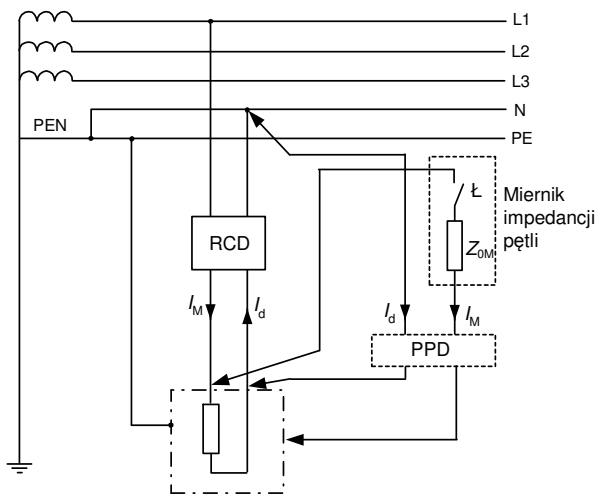 L1
L2
L3
N
PEN
PE
Ł
Miernik
impedancji
pętli
Z0M
RCD
IM
Id
Id
IM
PPD